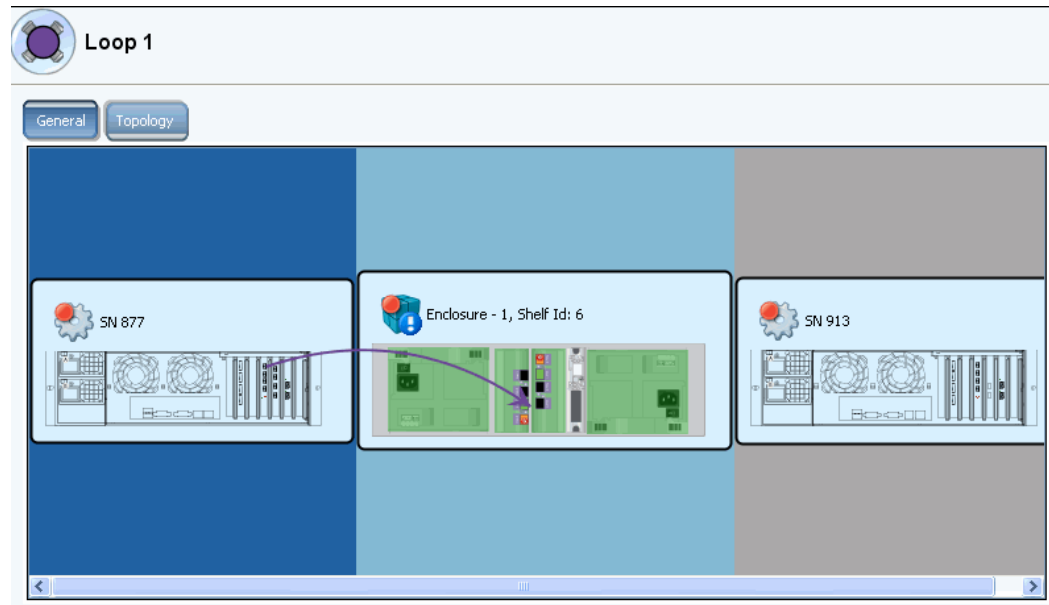 Loop 1
General
Topology
SN 877
Enclosure - 1, Shelf Id: 6
SN 913